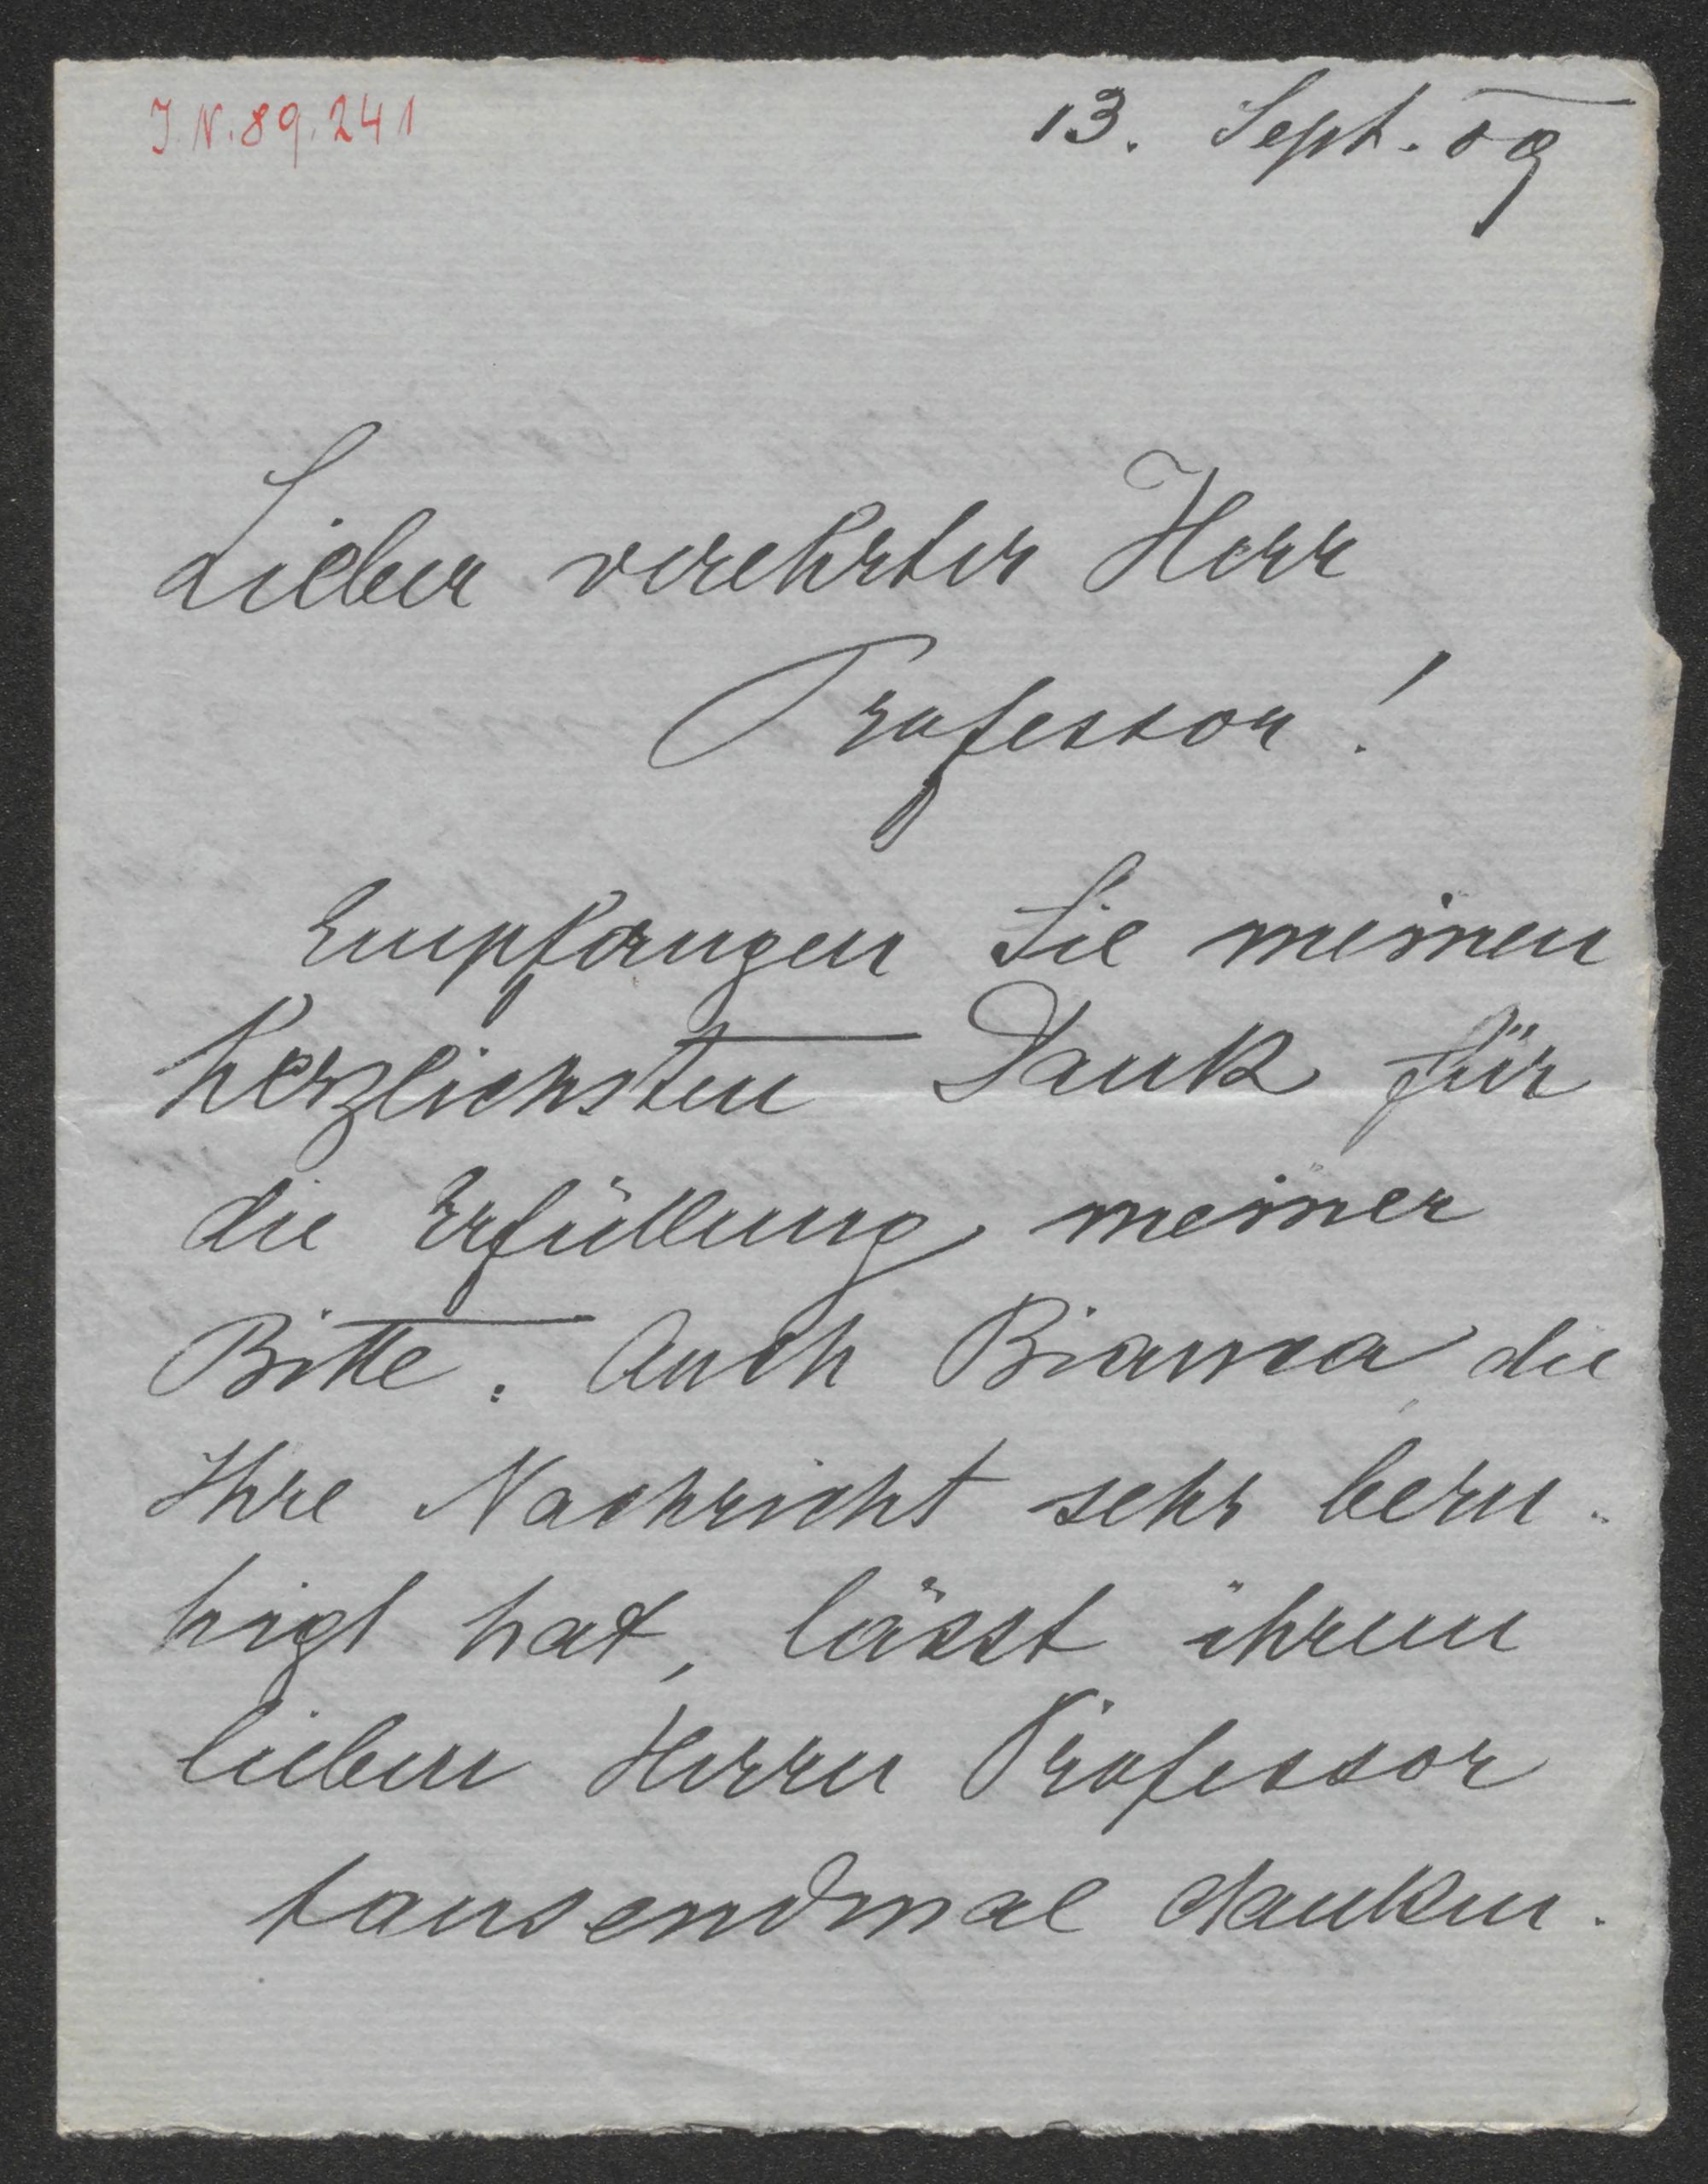 I.N. 89.241
13. Sept. 09
Lieber verehrter Herr
Professor!
Empfangen Sie meinen
herzlichsten Dank für
die Erfüllung meiner
Bitte. Auch Bianca, die
Ihre Nachricht sehr beru-
higt hat, lässt ihrem
lieben Herrn Professor
tausendmal danken.